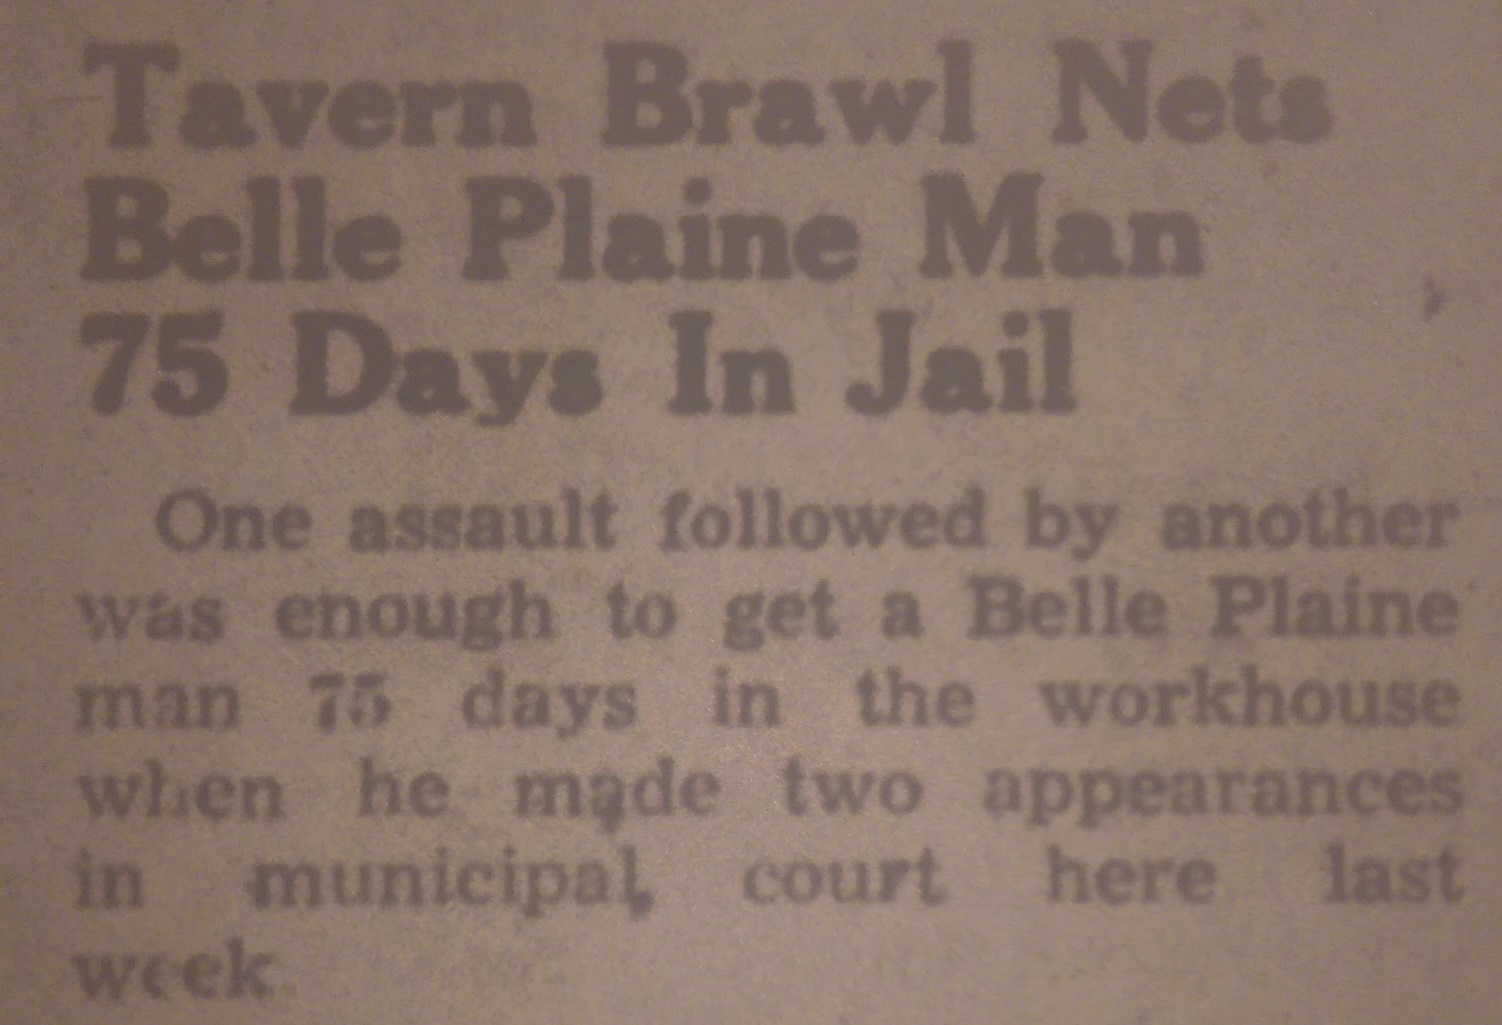 Tavern Brawl Nets
Belle Plaine Man
75 Days In Jail
One assault followed by another
was enough to get a Belle Plaine
man 75 days in the workhouse
when he made two appearances
in municipal court here last
week